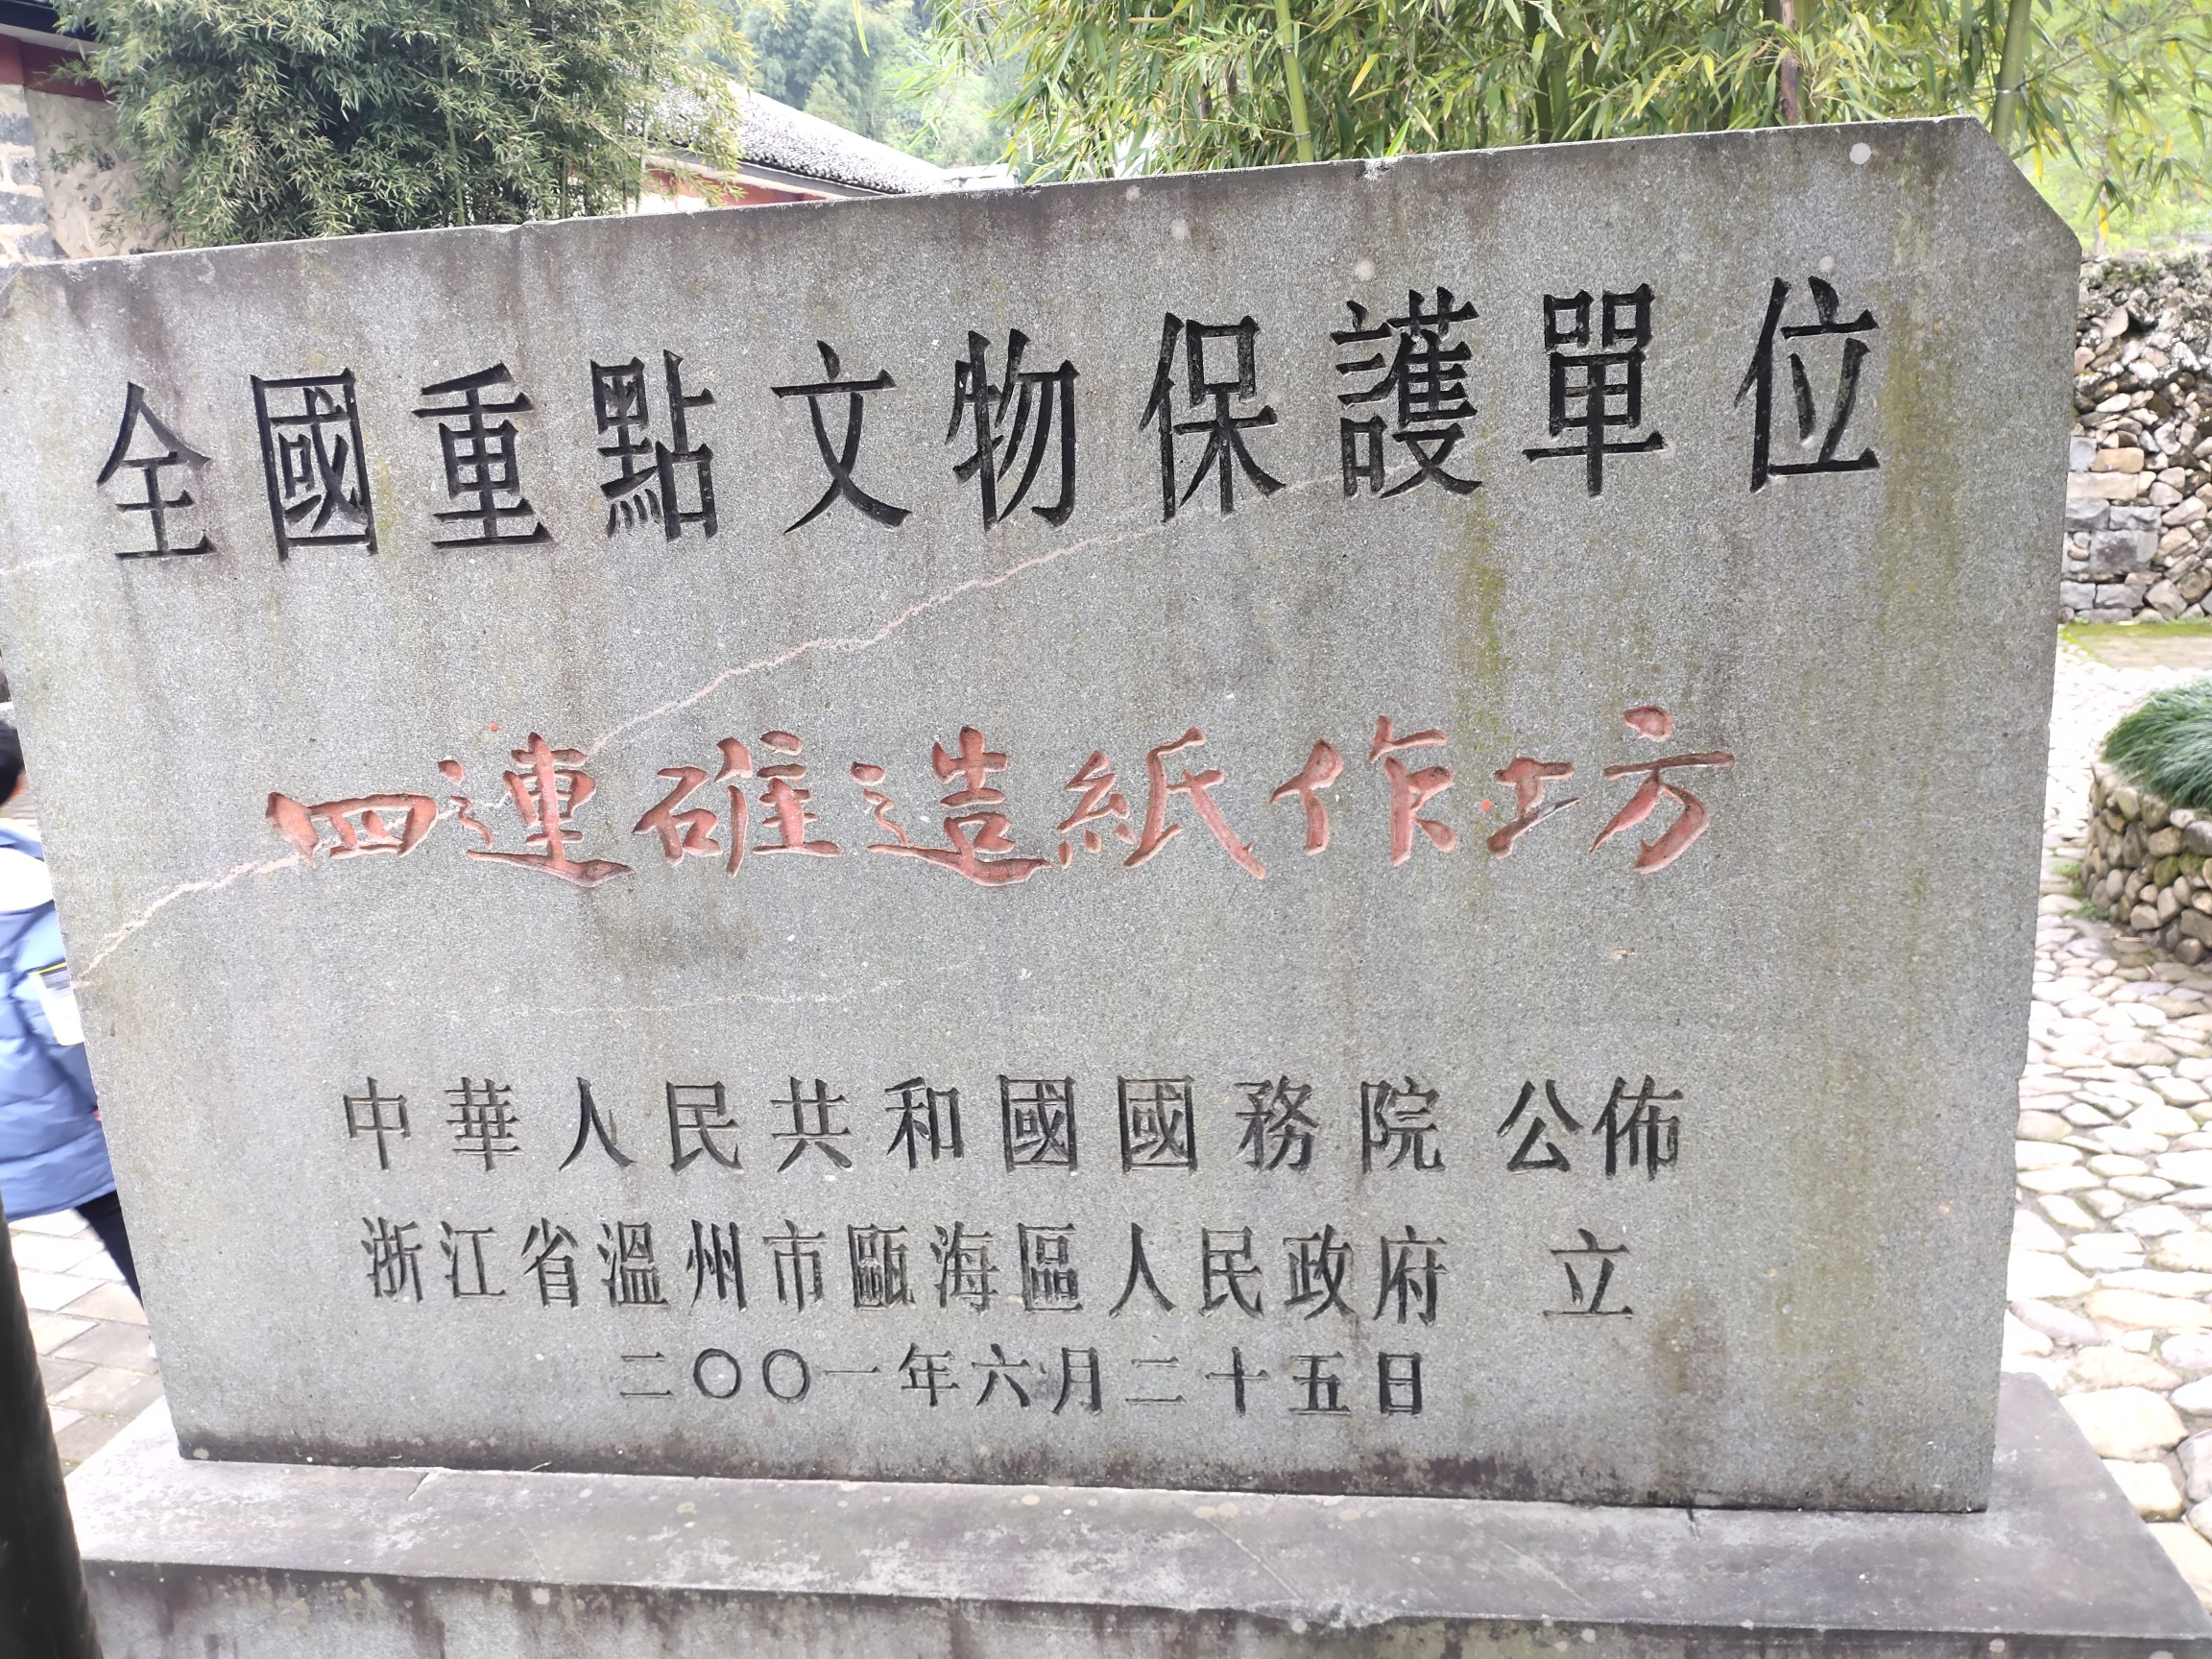 全國重點文物保護單位
四連碓造紙作坊
中華人民共和國國務院 公佈
浙江省溫州市甌海區人民政府 立
二〇〇一年六月二十五日